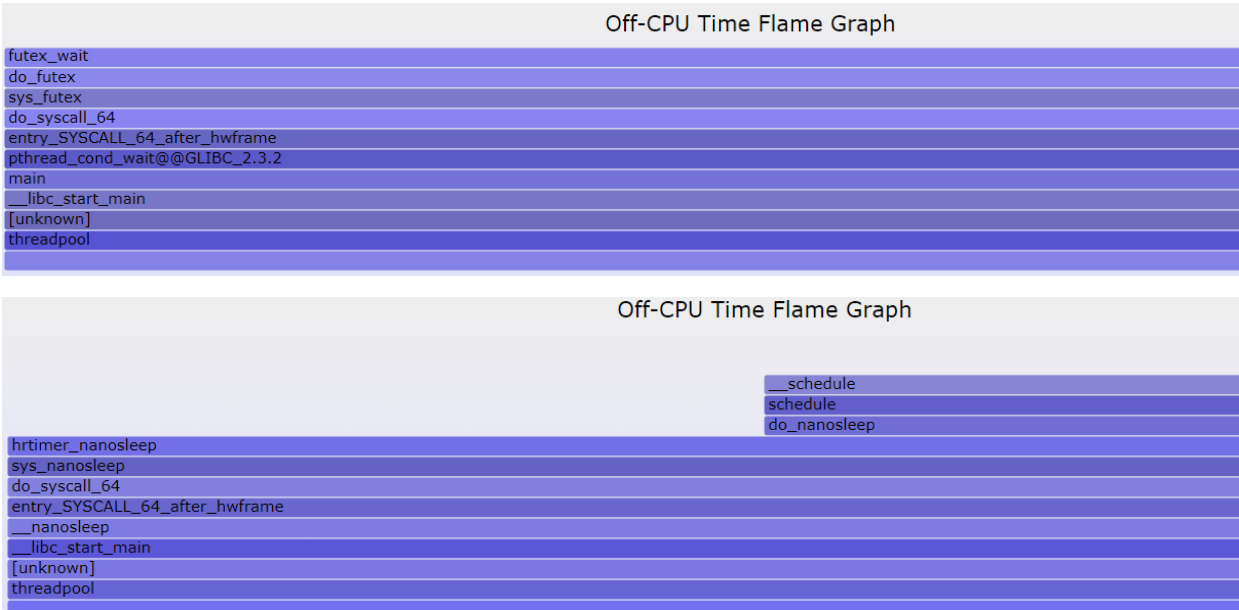 Off-CPU Time Flame Graph
futex_wait
do_futex
sys_futex
do_syscall_64
entry_SYSCALL_64_after_hwframe
pthread_cond_wait@@GLIBC_2.3.2
main
__libc_start_main
[unknown]
threadpool
Off-CPU Time Flame Graph
__schedule
schedule
do_nanosleep
hrtimer_nanosleep
sys_nanosleep
do_syscall_64
entry_SYSCALL_64_after_hwframe
__nanosleep
__libc_start_main
[unknown]
threadpool